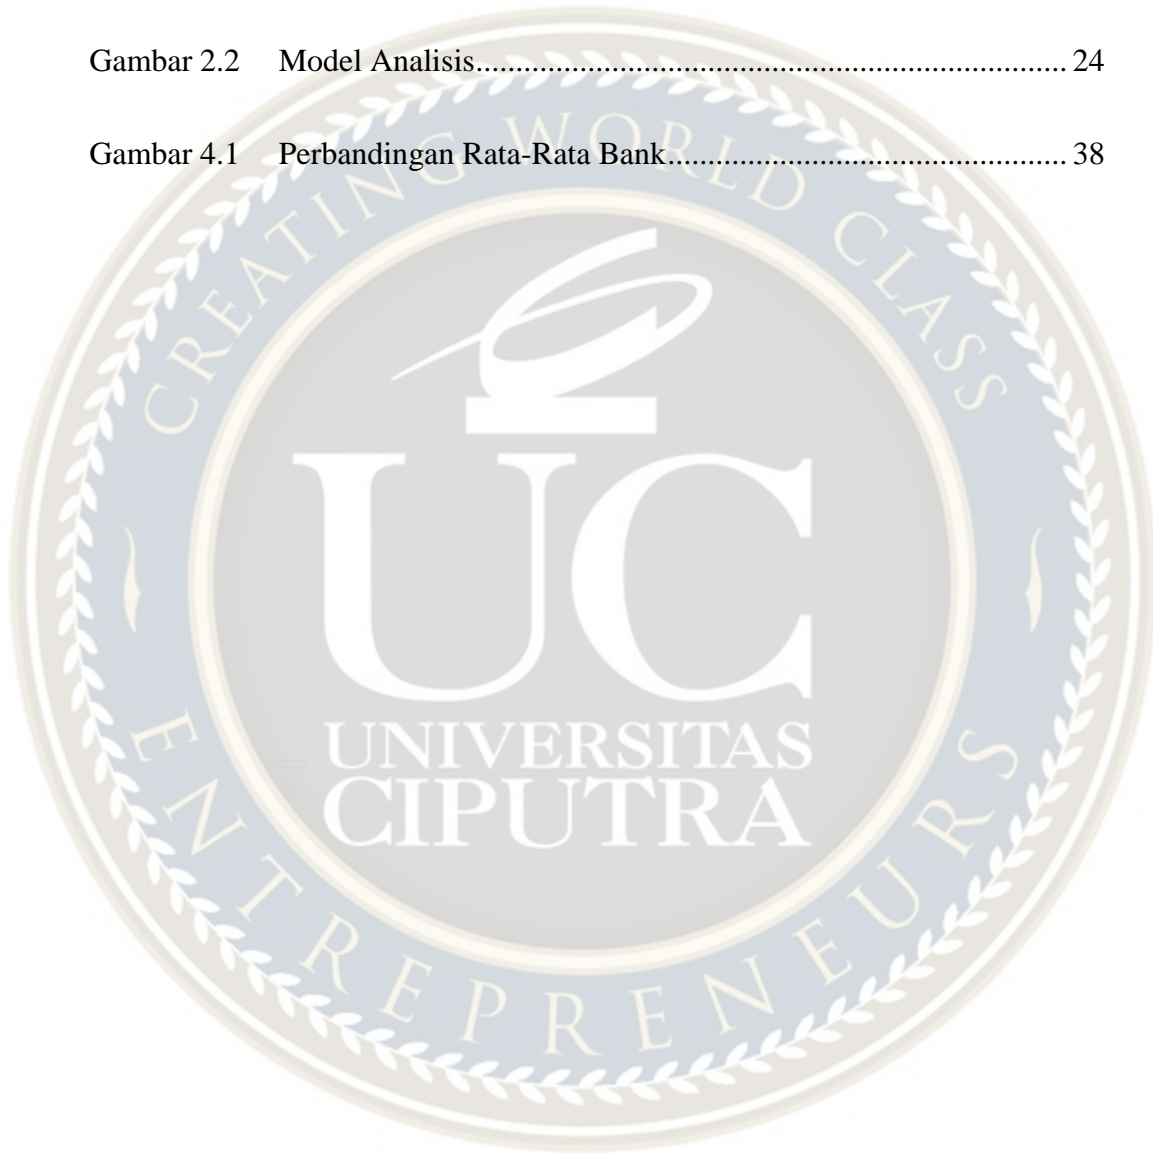 Gambar 2.2 Model Analisis.......................................................................... 24
Gambar 4.1 Perbandingan Rata-Rata Bank.................................................. 38
CREATING WORLD CLASS
UC
UNIVERSITAS
CIPUTRA
ENTREPRENEURS